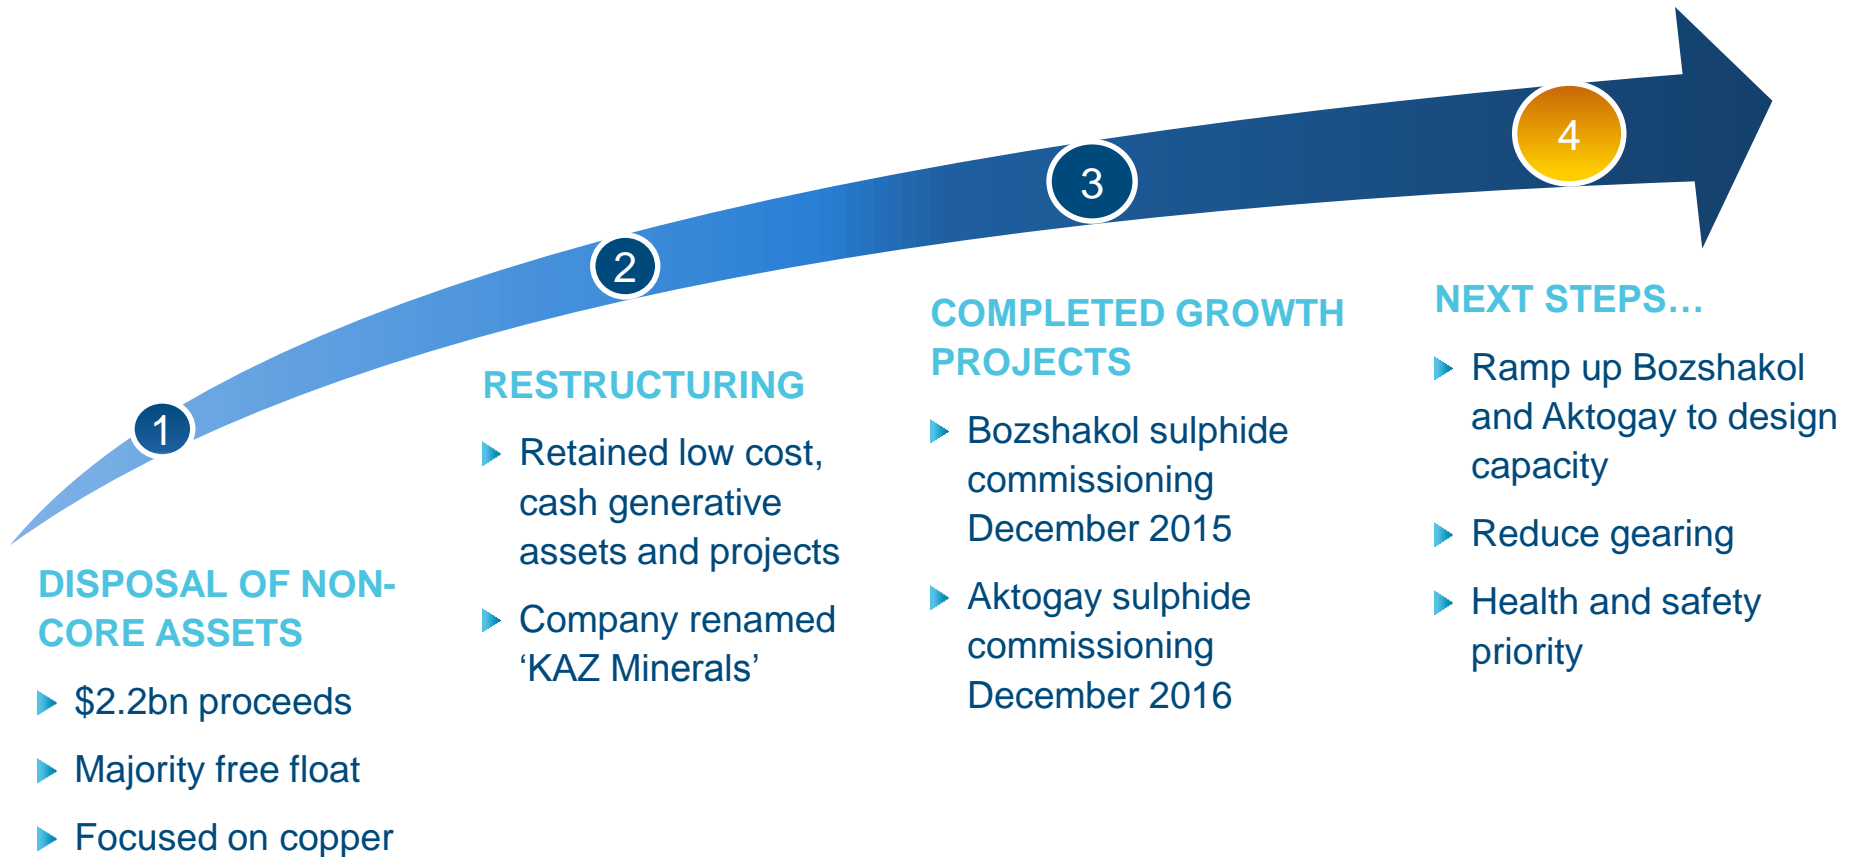 1
DISPOSAL OF NON-
CORE ASSETS
$2.2bn proceeds
Majority free float
Focused on copper
2
RESTRUCTURING
Retained low cost,
cash generative
assets and projects
Company renamed
‘KAZ Minerals’
3
COMPLETED GROWTH
PROJECTS
Bozshakol sulphide
commissioning
December 2015
Aktogay sulphide
commissioning
December 2016
4
NEXT STEPS…
Ramp up Bozshakol
and Aktogay to design
capacity
Reduce gearing
Health and safety
priority